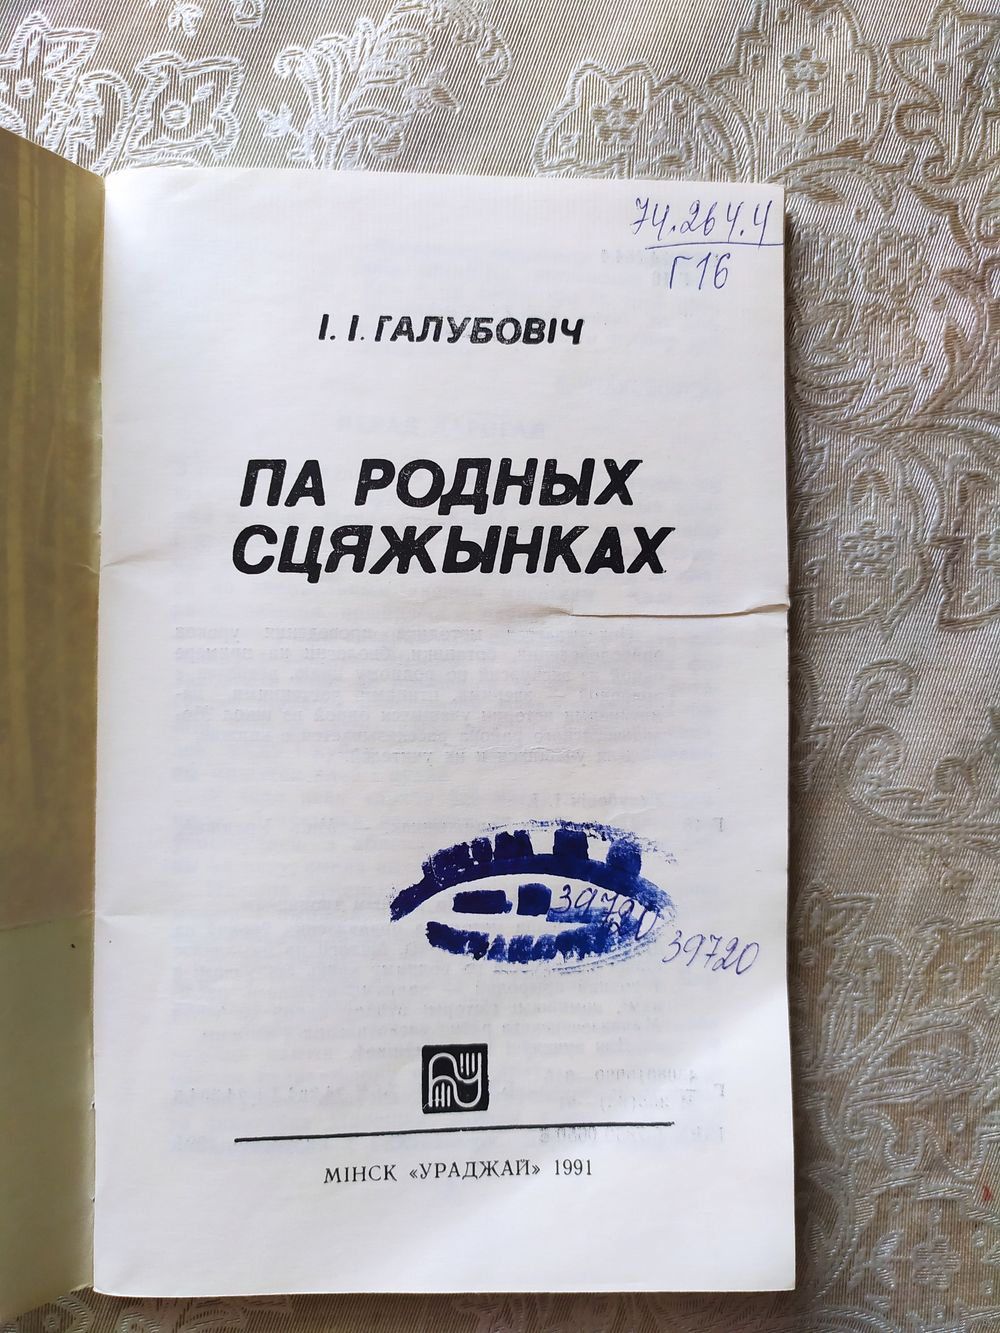 74.264.4
Г16
І. І. ГАЛУБОВІЧ
ПА РОДНЫХ
СЦЯЖЫНКАХ
39720
39720
МІНСК «УРАДЖАЙ» 1991